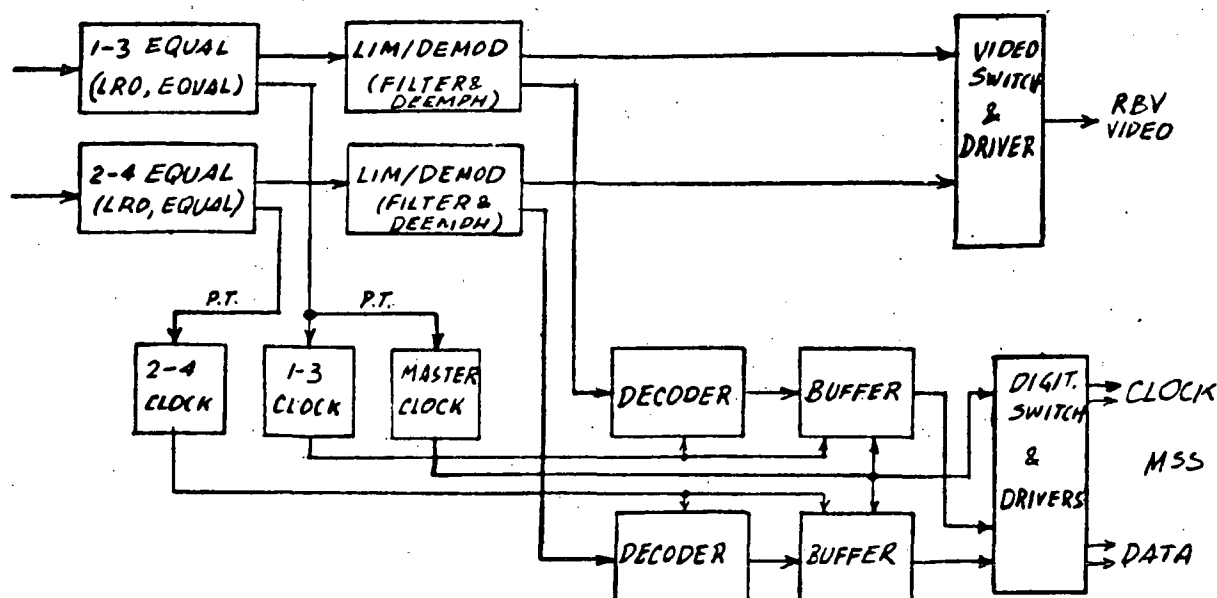 1-3 EQUAL
(LRO, EQUAL)
LIM/DEMOD
(FILTER &
DEEMPH)
VIDEO
SWITCH
&
DRIVER
RBV
VIDEO
2-4 EQUAL
(LRO, EQUAL)
LIM/DEMOD
(FILTER &
DEEMPH)
P.T.
P.T.
2-4
CLOCK
1-3
CLOCK
MASTER
CLOCK
DECODER
BUFFER
DIGIT.
SWITCH
&
DRIVERS
CLOCK
MSS
DATA
DECODER
BUFFER